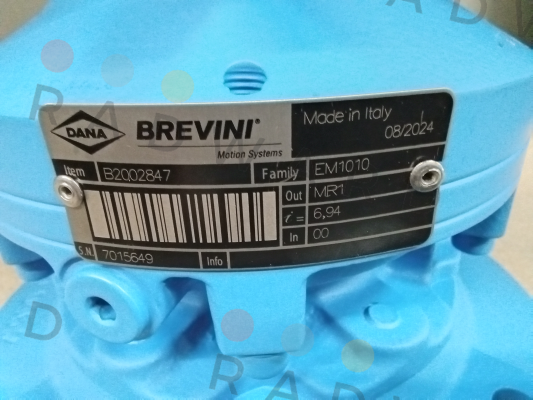 DANA
BREVINI®
Motion Systems
Made in Italy
08/2024
Item B2002847 Family EM1010
Out MR1
i = 6,94
In 00
S.N. 7015649 Info